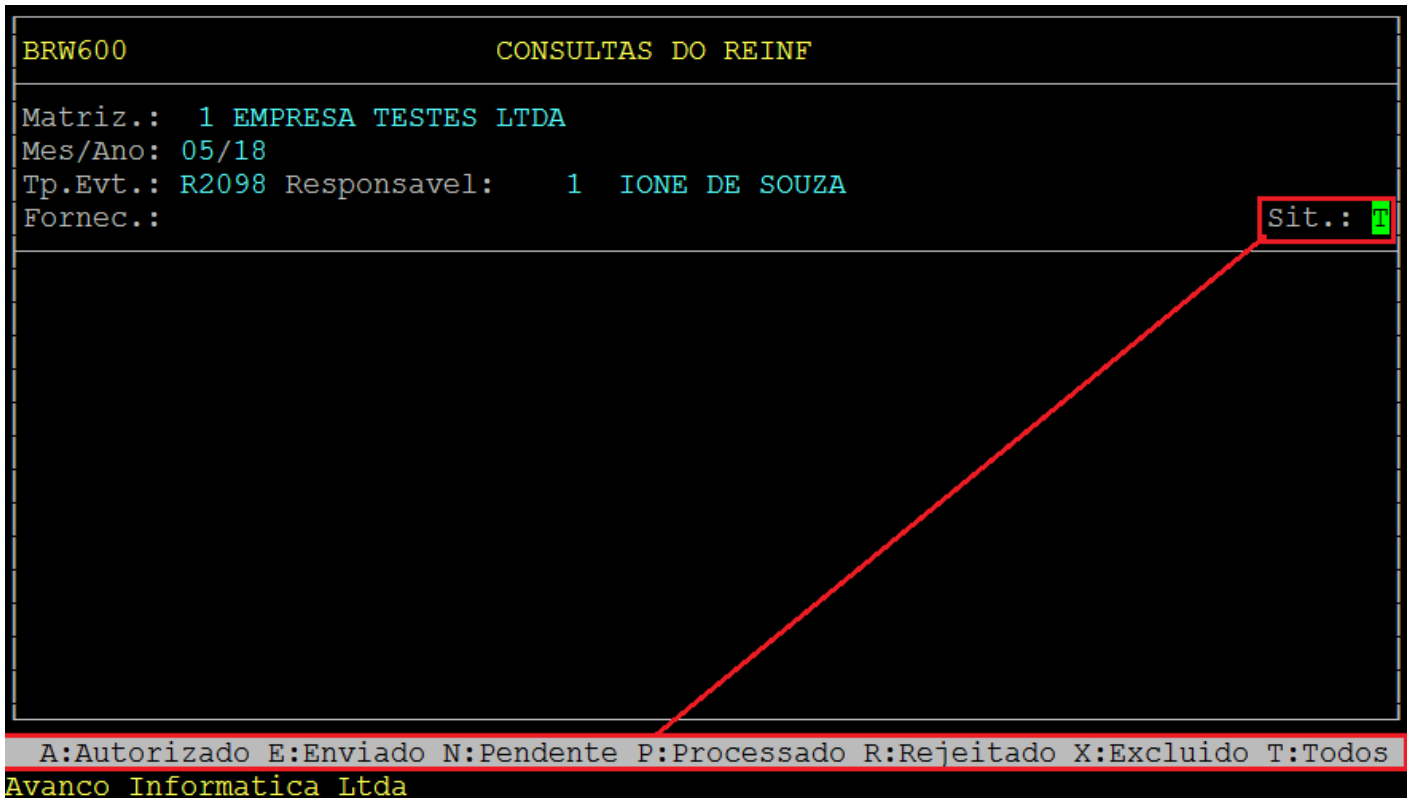 BRW600 CONSULTAS DO REINF
Matriz.: 1 EMPRESA TESTES LTDA
Mes/Ano: 05/18
Tp.Evt.: R2098 Responsavel: 1 IONE DE SOUZA
Fornec.: Sit.: T
A:Autorizado E:Enviado N:Pendente P:Processado R:Rejeitado X:Excluido T:Todos
Avanco Informatica Ltda